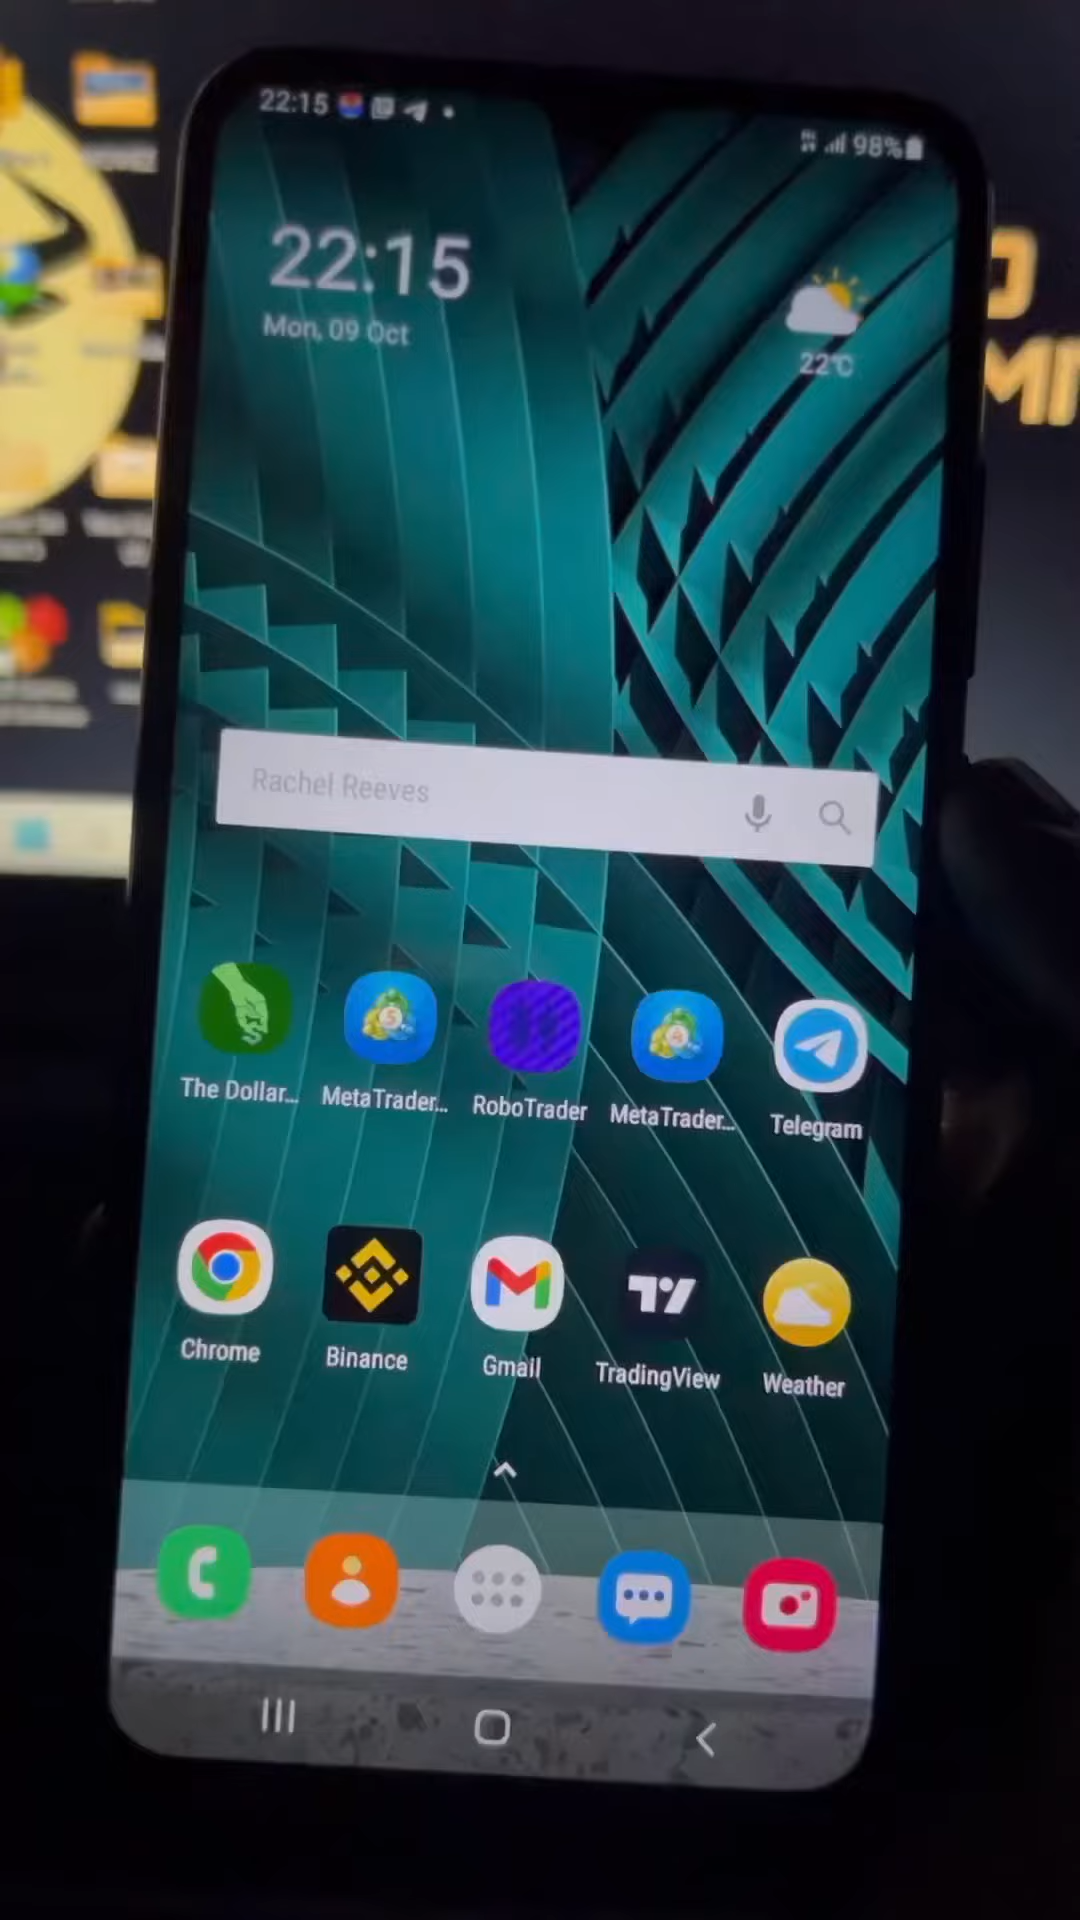 22:15
98%
22:15
Mon, 09 Oct
22°C
Rachel Reeves
The Dollar...
MetaTrader...
RoboTrader
MetaTrader...
Telegram
Chrome
Binance
Gmail
TradingView
Weather